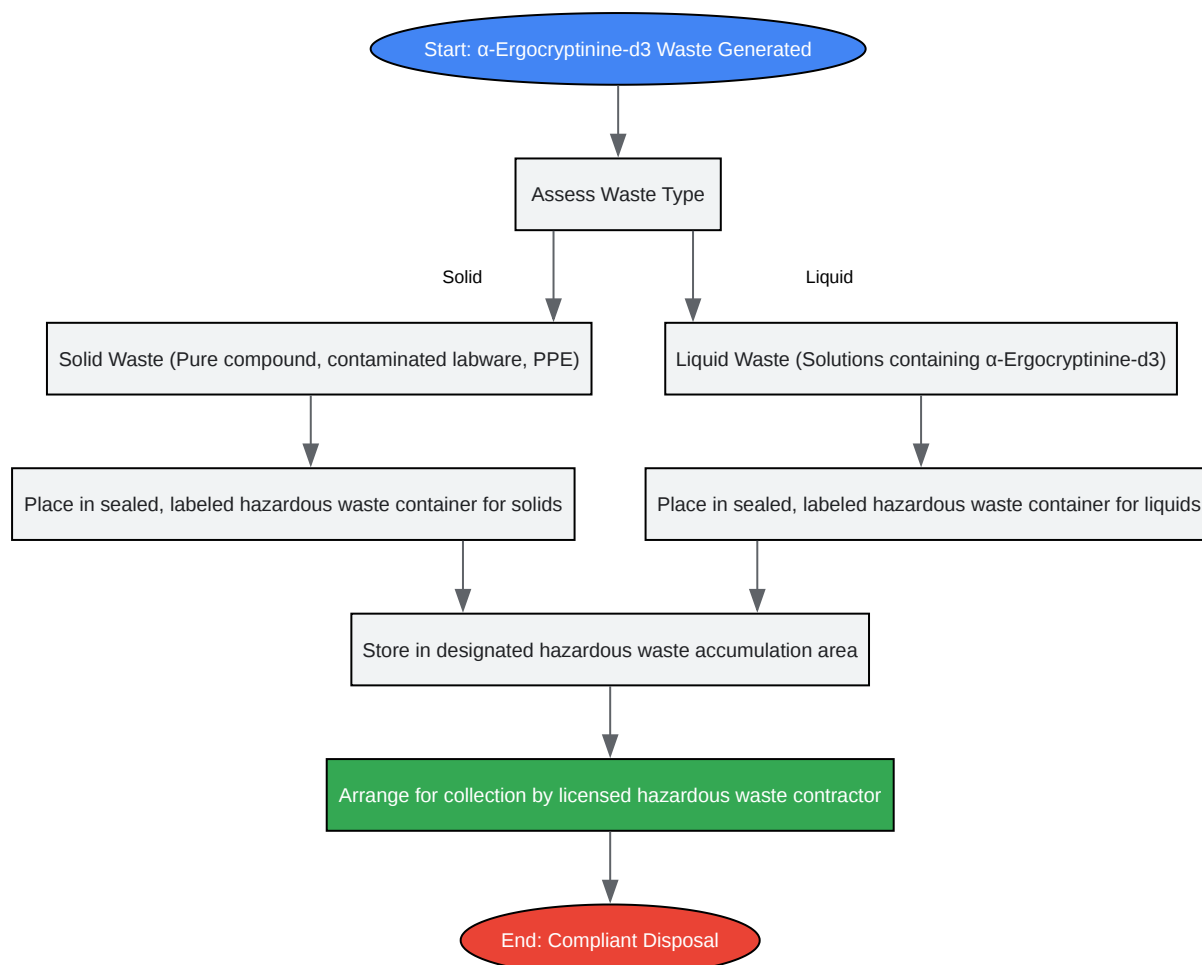 Start: α-Ergocryptinine-d3 Waste Generated
Assess Waste Type
Solid
Liquid
Solid Waste (Pure compound, contaminated labware, PPE)
Liquid Waste (Solutions containing α-Ergocryptinine-d3)
Place in sealed, labeled hazardous waste container for solids
Place in sealed, labeled hazardous waste container for liquids
Store in designated hazardous waste accumulation area
Arrange for collection by licensed hazardous waste contractor
End: Compliant Disposal